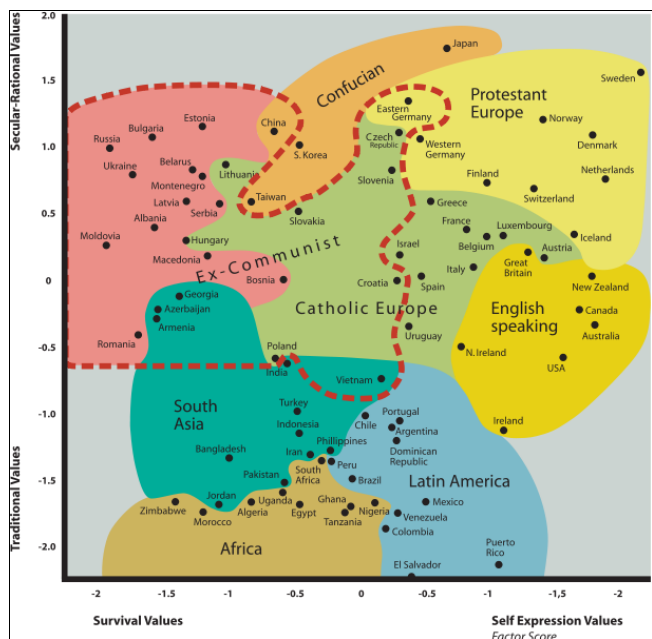 2.0
Japan
Secular-Rational Values
1.5
Confucian
Sweden
Protestant
Europe
Eastern
Germany
China
Estonia
Norway
Bulgaria
1.0
Russia
S. Korea
Czech
Republic
Western
Germany
Denmark
Ukraine
Belarus
Lithuania
Slovenia
Montenegro
Finland
Netherlands
Switzerland
0.5
Latvia
Serbia
Taiwan
Slovakia
Greece
Albania
France
Luxembourg
Iceland
Moldovia
Hungary
Belgium
Austria
Macedonia
Ex-Communist
Israel
Italy
Great
Britain
0
Bosnia
Croatia
Spain
New Zealand
Georgia
Catholic Europe
English
speaking
Azerbaijan
Armenia
Canada
Uruguay
Australia
-0.5
Romania
Poland
India
N. Ireland
USA
Vietnam
-1.0
South
Asia
Turkey
Chile
Portugal
Indonesia
Argentina
Ireland
Dominican
Republic
Bangladesh
Iran
Phillippines
South
Africa
Peru
-1.5
Pakistan
Brazil
Latin America
Jordan
Uganda
Ghana
Mexico
Zimbabwe
Morocco
Algeria
Egypt
Tanzania
Nigeria
Venezuela
Colombia
Traditional Values
-2.0
Africa
El Salvador
Puerto
Rico
-2
-1.5
-1
-0.5
0
-0.5
-1
-1,5
-2
Survival Values
Self Expression Values
Factor Score